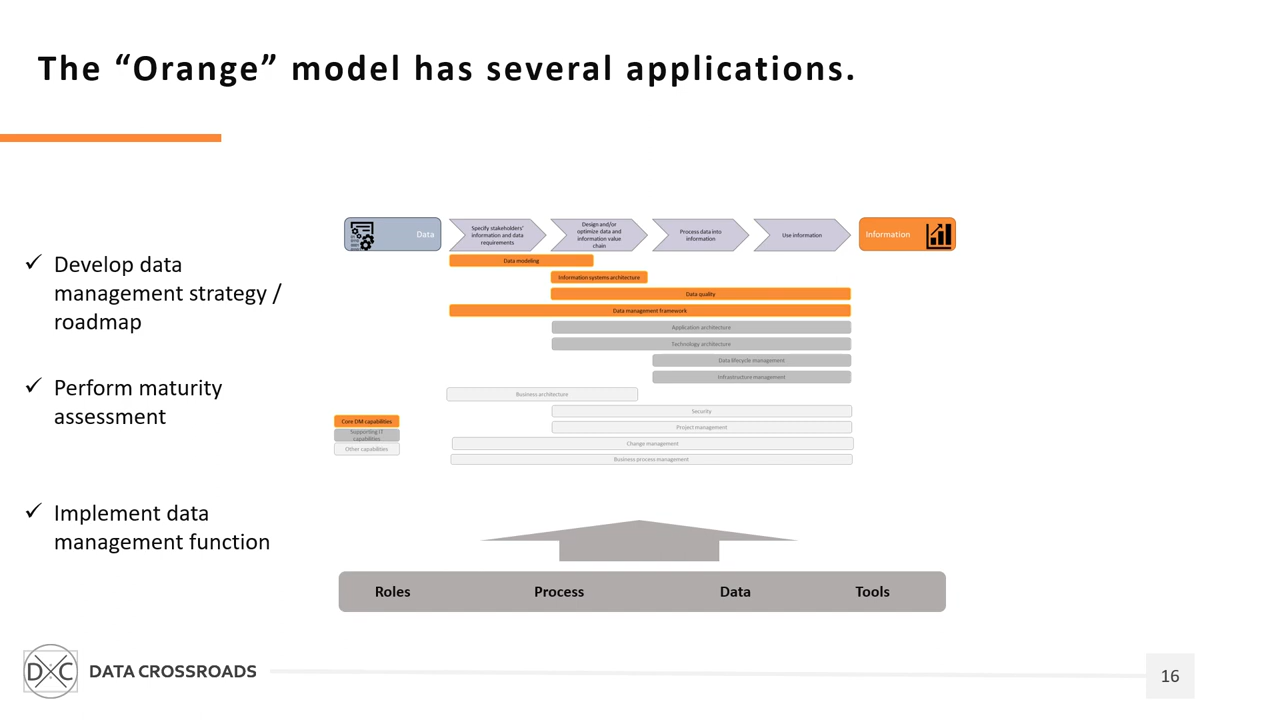 The “Orange” model has several applications.
✓ Develop data
management strategy /
roadmap
✓ Perform maturity
assessment
✓ Implement data
management function
Data
Specify stakeholders'
information and data
requirements
Design and/or
optimize data and
information value
chain
Process data into
information
Use information
Information
Data modeling
Information systems architecture
Data quality
Data management framework
Application architecture
Technology architecture
Data lifecycle management
Infrastructure management
Business architecture
Security
Project management
Change management
Business process management
Core DM capabilities
Supporting IT
capabilities
Other capabilities
Roles
Process
Data
Tools
DXC
DATA CROSSROADS
16